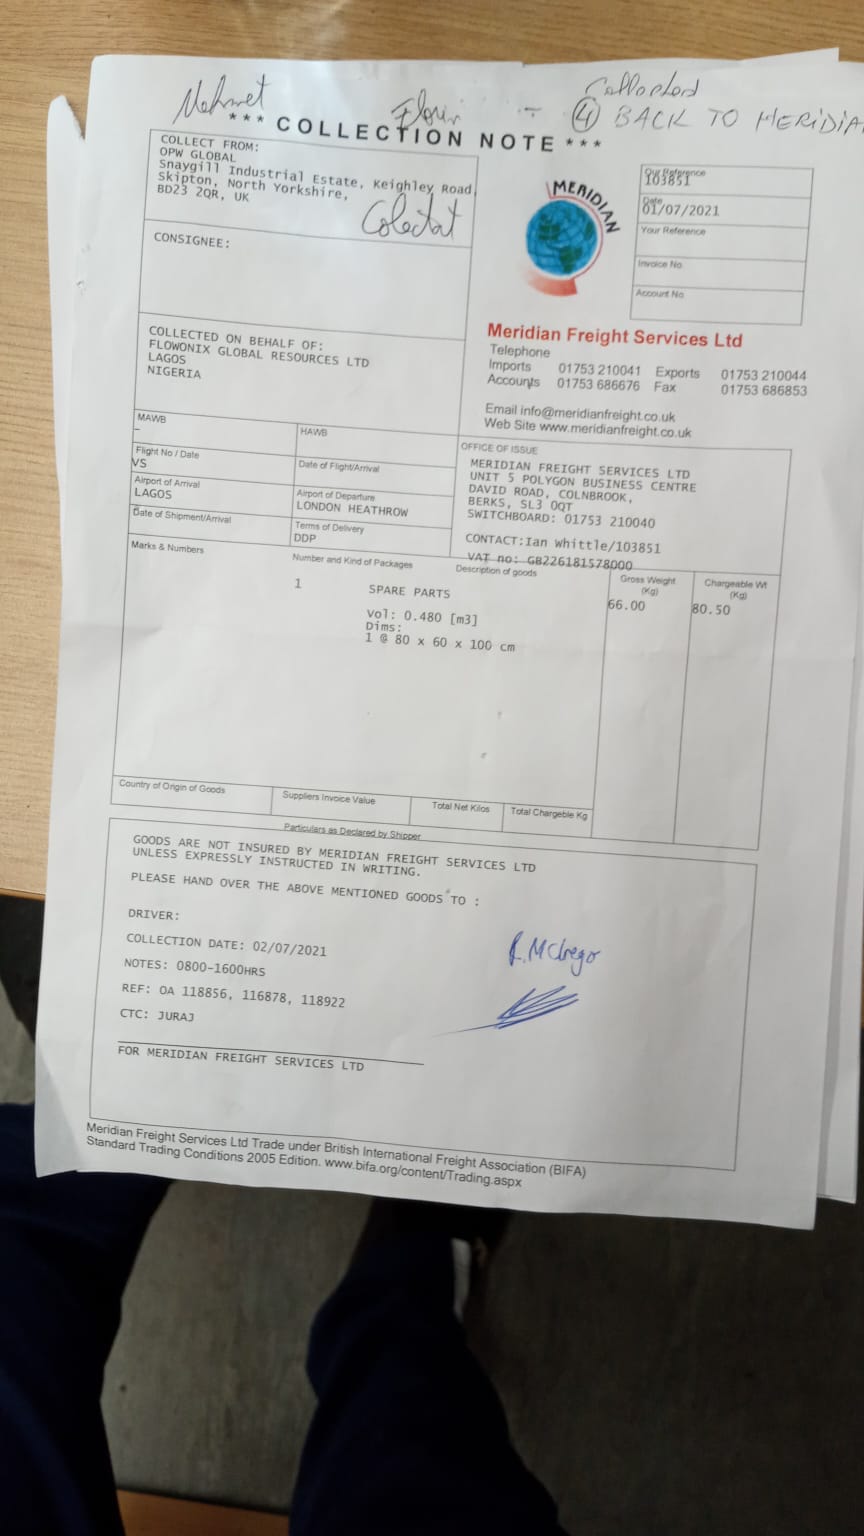 Mehmet Florin - Collected
④ BACK TO MERIDIA
*** COLLECTION NOTE ***
COLLECT FROM:
OPW GLOBAL
Snaygill Industrial Estate, Keighley Road,
Skipton, North Yorkshire,
BD23 2QR, UK
Colectat
CONSIGNEE:
COLLECTED ON BEHALF OF:
FLOWONIX GLOBAL RESOURCES LTD
LAGOS
NIGERIA
MERIDIAN
Our Reference
103851
Date
01/07/2021
Your Reference
Invoice No
Account No
Meridian Freight Services Ltd
Telephone
Imports 01753 210041 Exports 01753 210044
Accounts 01753 686676 Fax 01753 686853
Email info@meridianfreight.co.uk
Web Site www.meridianfreight.co.uk
MAWB
–
HAWB
Flight No / Date
VS
Date of Flight/Arrival
Airport of Arrival
LAGOS
Airport of Departure
LONDON HEATHROW
Date of Shipment/Arrival
Terms of Delivery
DDP
OFFICE OF ISSUE
MERIDIAN FREIGHT SERVICES LTD
UNIT 5 POLYGON BUSINESS CENTRE
DAVID ROAD, COLNBROOK,
BERKS, SL3 0QT
SWITCHBOARD: 01753 210040
CONTACT:Ian Whittle/103851
VAT no: GB226181578000
Marks & Numbers
Number and Kind of Packages
Description of goods
Gross Weight
(Kg)
Chargeable Wt
(Kg)
1 SPARE PARTS
66.00 80.50
Vol: 0.480 [m3]
Dims:
1 @ 80 x 60 x 100 cm
Country of Origin of Goods
Suppliers Invoice Value
Total Net Kilos
Total Chargeable Kg
Particulars as Declared by Shipper
GOODS ARE NOT INSURED BY MERIDIAN FREIGHT SERVICES LTD
UNLESS EXPRESSLY INSTRUCTED IN WRITING.
PLEASE HAND OVER THE ABOVE MENTIONED GOODS TO :
DRIVER:
COLLECTION DATE: 02/07/2021
NOTES: 0800-1600HRS
REF: OA 118856, 116878, 118922
CTC: JURAJ
R. McGrego
FOR MERIDIAN FREIGHT SERVICES LTD
Meridian Freight Services Ltd Trade under British International Freight Association (BIFA)
Standard Trading Conditions 2005 Edition. www.bifa.org/content/Trading.aspx